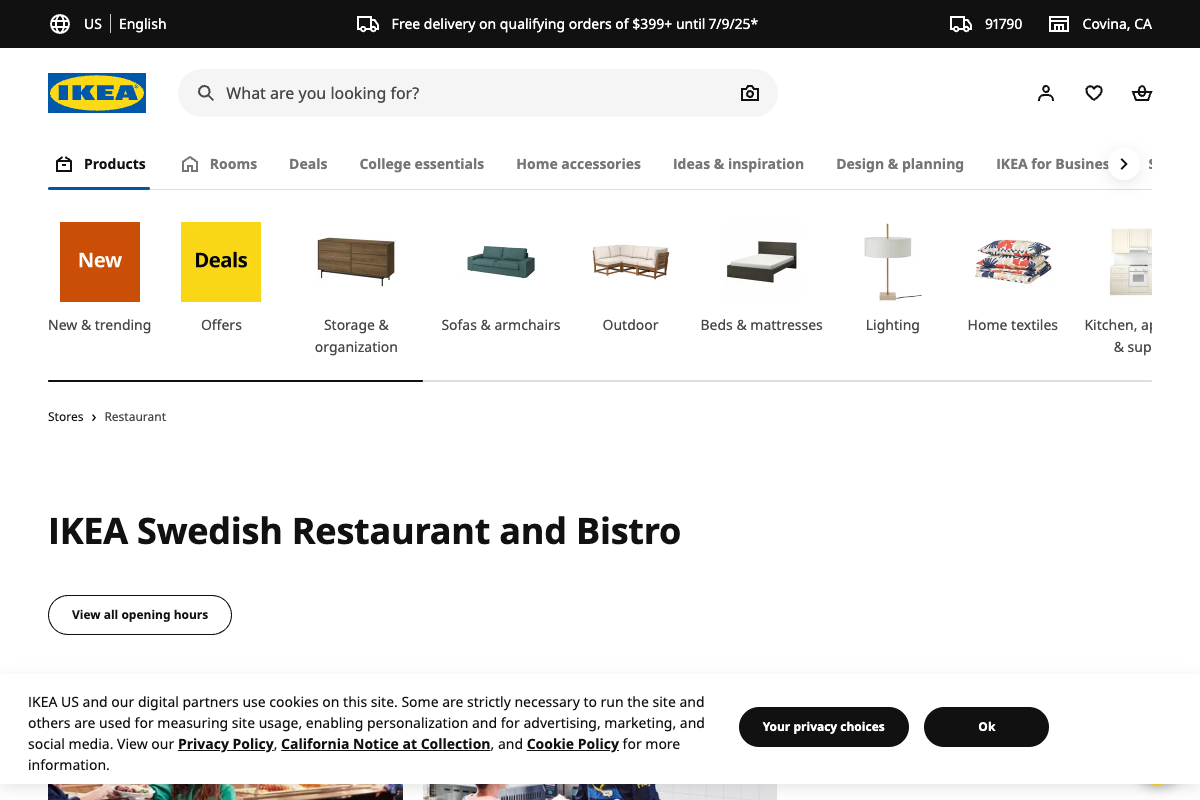 US English
Free delivery on qualifying orders of $399+ until 7/9/25*
91790
Covina, CA
IKEA
What are you looking for?
Products
Rooms
Deals
College essentials
Home accessories
Ideas & inspiration
Design & planning
IKEA for Busines
New
Deals
New & trending
Offers
Storage &
organization
Sofas & armchairs
Outdoor
Beds & mattresses
Lighting
Home textiles
Kitchen, ap
& sup
Stores › Restaurant
IKEA Swedish Restaurant and Bistro
View all opening hours
IKEA US and our digital partners use cookies on this site. Some are strictly necessary to run the site and
others are used for measuring site usage, enabling personalization and for advertising, marketing, and
social media. View our Privacy Policy, California Notice at Collection, and Cookie Policy for more
information.
Your privacy choices
Ok